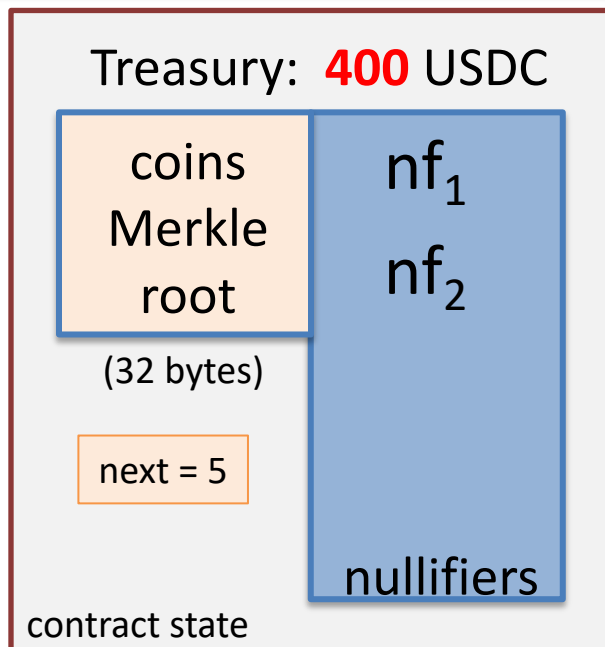 Treasury: 400 USDC
coins
Merkle
root
(32 bytes)
next = 5
nf₁
nf₂
nullifiers
contract state